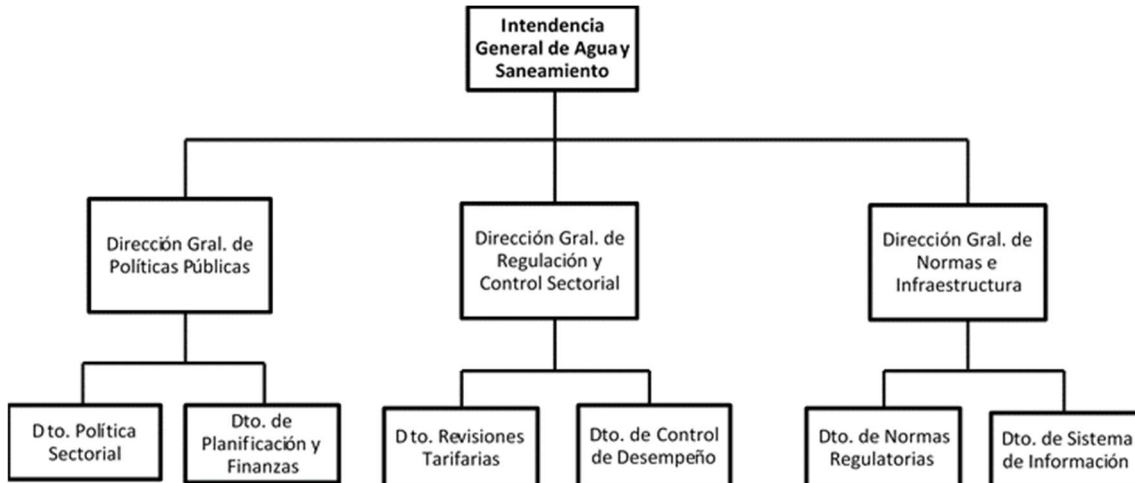 Intendencia
General de Agua y
Saneamiento
Dirección Gral. de
Políticas Públicas
Dirección Gral. de
Regulación y
Control Sectorial
Dirección Gral. de
Normas e
Infraestructura
Dto. Política
Sectorial
Dto. de
Planificación y
Finanzas
Dto. Revisiones
Tarifarias
Dto. de Control
de Desempeño
Dto. de Normas
Regulatorias
Dto. de Sistema
de Información